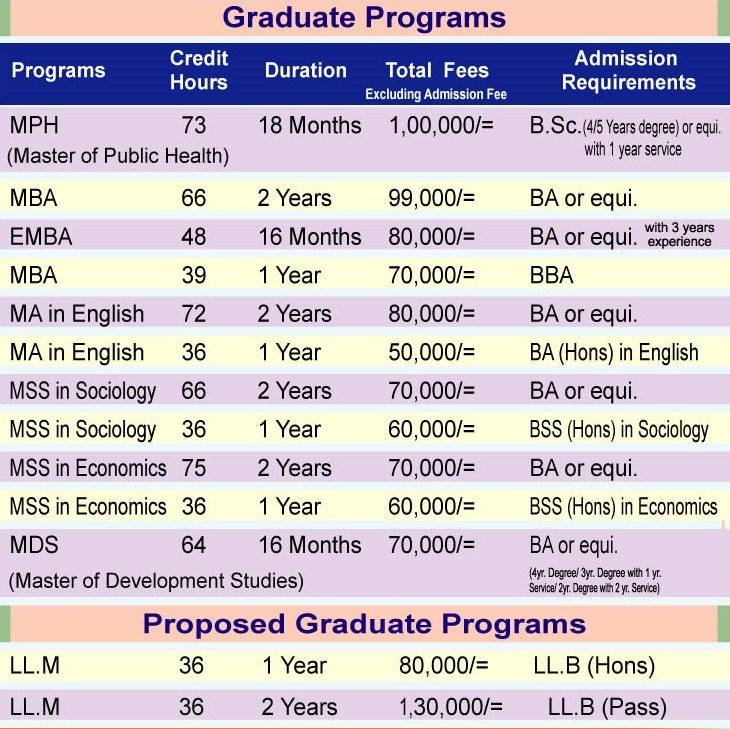 Graduate Programs
Programs Credit Hours Duration Total Fees Excluding Admission Fee Admission Requirements
MPH 73 18 Months 1,00,000/= B.Sc.(4/5 Years degree) or equi.
(Master of Public Health) with 1 year service
MBA 66 2 Years 99,000/= BA or equi.
EMBA 48 16 Months 80,000/= BA or equi. with 3 years experience
MBA 39 1 Year 70,000/= BBA
MA in English 72 2 Years 80,000/= BA or equi.
MA in English 36 1 Year 50,000/= BA (Hons) in English
MSS in Sociology 66 2 Years 70,000/= BA or equi.
MSS in Sociology 36 1 Year 60,000/= BSS (Hons) in Sociology
MSS in Economics 75 2 Years 70,000/= BA or equi.
MSS in Economics 36 1 Year 60,000/= BSS (Hons) in Economics
MDS 64 16 Months 70,000/= BA or equi.
(Master of Development Studies) (4yr. Degree/ 3yr. Degree with 1 yr.
Service/ 2yr. Degree with 2 yr. Service)
Proposed Graduate Programs
LL.M 36 1 Year 80,000/= LL.B (Hons)
LL.M 36 2 Years 1,30,000/= LL.B (Pass)